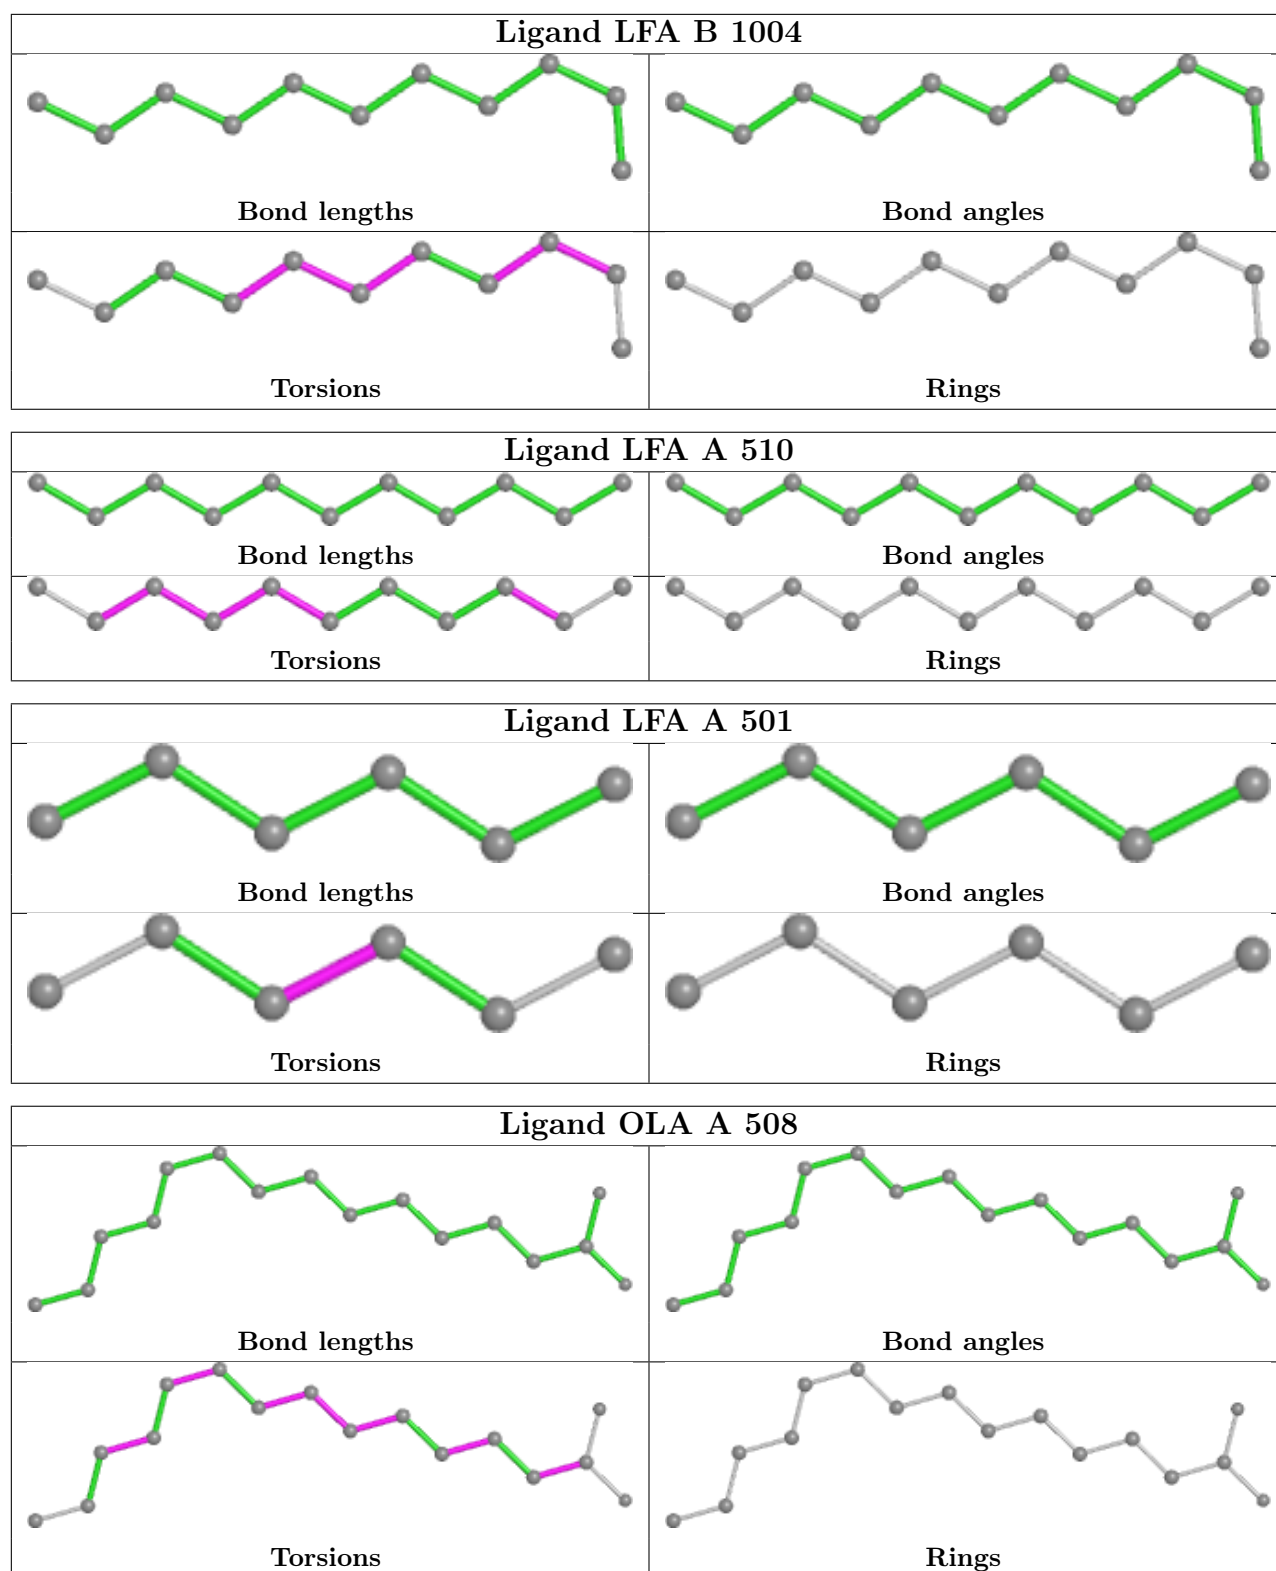 Ligand LFA B 1004
Bond lengths Bond angles
Torsions Rings
Ligand LFA A 510
Bond lengths Bond angles
Torsions Rings
Ligand LFA A 501
Bond lengths Bond angles
Torsions Rings
Ligand OLA A 508
Bond lengths Bond angles
Torsions Rings